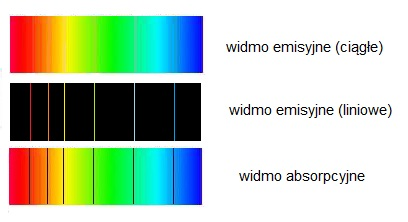 widmo emisyjne (ciągłe)
widmo emisyjne (liniowe)
widmo absorpcyjne